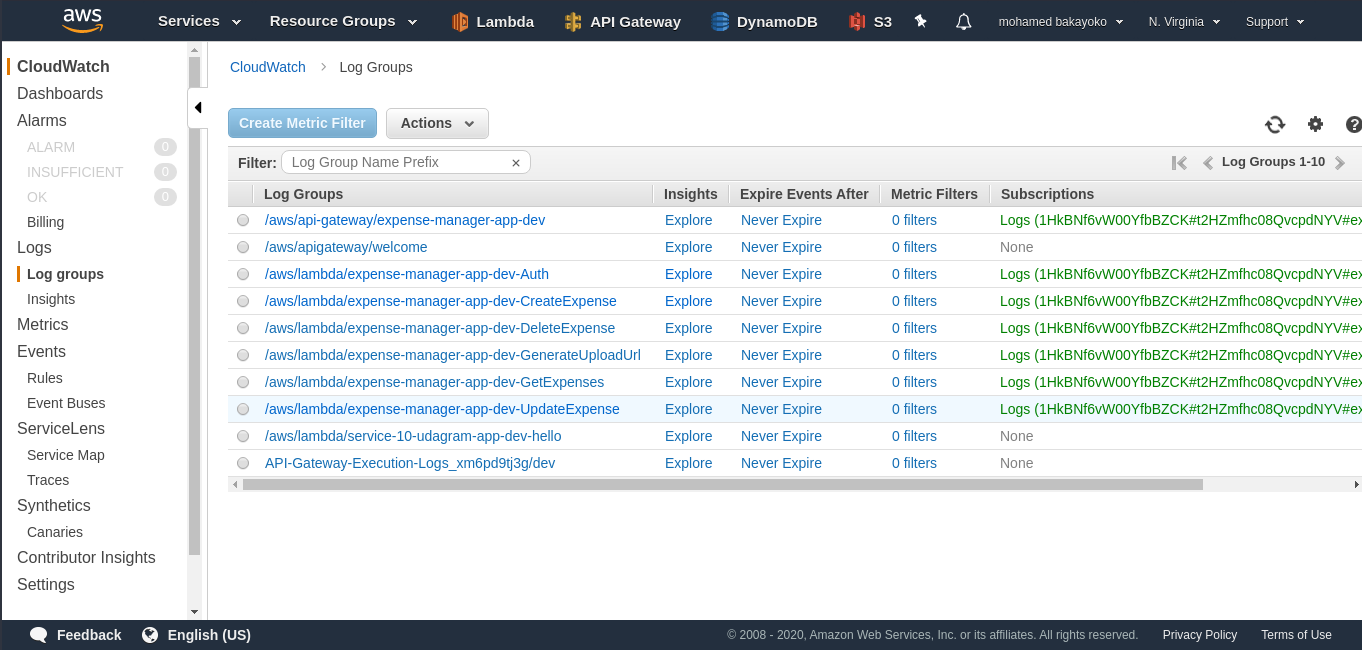 aws Services Resource Groups Lambda API Gateway DynamoDB S3 mohamed bakayoko N. Virginia Support
CloudWatch
Dashboards
Alarms
ALARM 0
INSUFFICIENT 0
OK 0
Billing
Logs
Log groups
Insights
Metrics
Events
Rules
Event Buses
ServiceLens
Service Map
Traces
Synthetics
Canaries
Contributor Insights
Settings
CloudWatch Log Groups
Create Metric Filter Actions
Filter: Log Group Name Prefix × Log Groups 1-10
Log Groups Insights Expire Events After Metric Filters Subscriptions
/aws/api-gateway/expense-manager-app-dev Explore Never Expire 0 filters Logs (1HkBNf6vW00YfbBZCK#t2HZmfhc08QvcpdNYV#ex
/aws/apigateway/welcome Explore Never Expire 0 filters None
/aws/lambda/expense-manager-app-dev-Auth Explore Never Expire 0 filters Logs (1HkBNf6vW00YfbBZCK#t2HZmfhc08QvcpdNYV#ex
/aws/lambda/expense-manager-app-dev-CreateExpense Explore Never Expire 0 filters Logs (1HkBNf6vW00YfbBZCK#t2HZmfhc08QvcpdNYV#ex
/aws/lambda/expense-manager-app-dev-DeleteExpense Explore Never Expire 0 filters Logs (1HkBNf6vW00YfbBZCK#t2HZmfhc08QvcpdNYV#ex
/aws/lambda/expense-manager-app-dev-GenerateUploadUrl Explore Never Expire 0 filters Logs (1HkBNf6vW00YfbBZCK#t2HZmfhc08QvcpdNYV#ex
/aws/lambda/expense-manager-app-dev-GetExpenses Explore Never Expire 0 filters Logs (1HkBNf6vW00YfbBZCK#t2HZmfhc08QvcpdNYV#ex
/aws/lambda/expense-manager-app-dev-UpdateExpense Explore Never Expire 0 filters Logs (1HkBNf6vW00YfbBZCK#t2HZmfhc08QvcpdNYV#ex
/aws/lambda/service-10-udagram-app-dev-hello Explore Never Expire 0 filters None
API-Gateway-Execution-Logs_xm6pd9tj3g/dev Explore Never Expire 0 filters None
Feedback English (US) © 2008 - 2020, Amazon Web Services, Inc. or its affiliates. All rights reserved. Privacy Policy Terms of Use